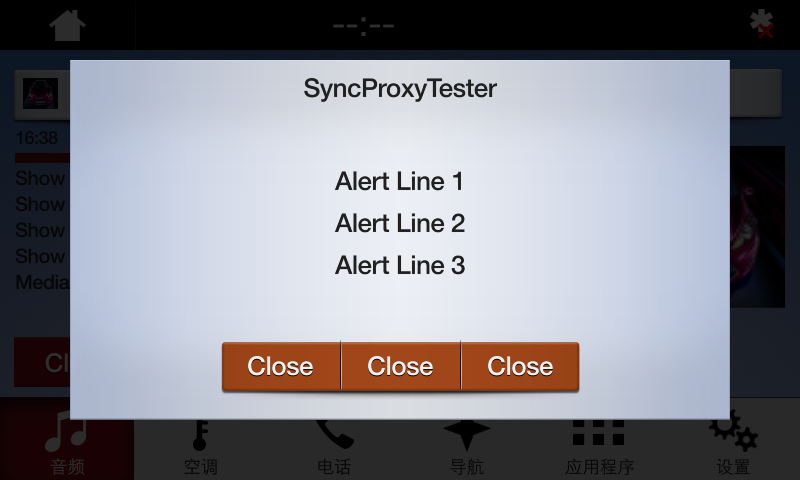 --:--
SyncProxyTester
16:38
Show
Show
Show
Show
Media
Alert Line 1
Alert Line 2
Alert Line 3
Cl
Close Close Close
音频 空调 电话 导航 应用程序 设置